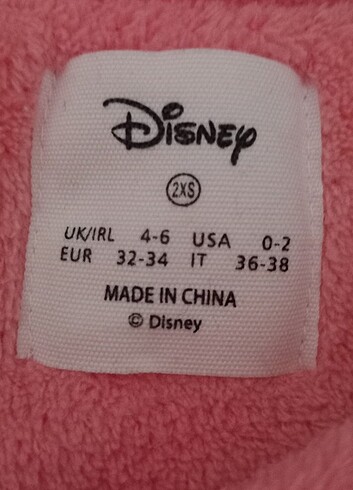 Disney
2XS
UK/IRL 4-6 USA 0-2
EUR 32-34 IT 36-38
MADE IN CHINA
© Disney